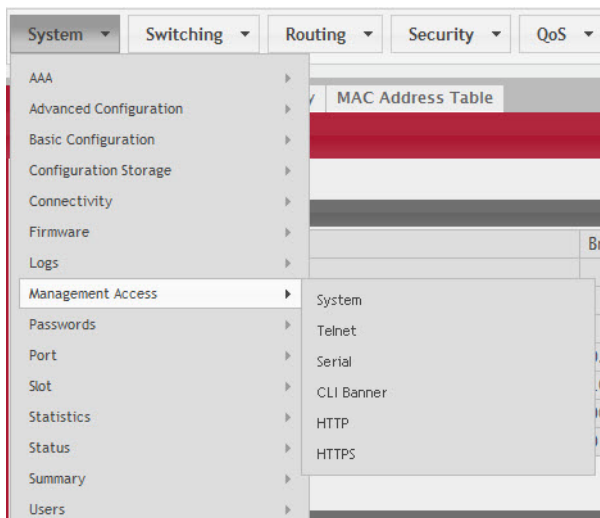 System Switching Routing Security QoS
MAC Address Table
AAA
Advanced Configuration
Basic Configuration
Configuration Storage
Connectivity
Firmware
Logs
Management Access
Passwords
Port
Slot
Statistics
Status
Summary
Users
System
Telnet
Serial
CLI Banner
HTTP
HTTPS